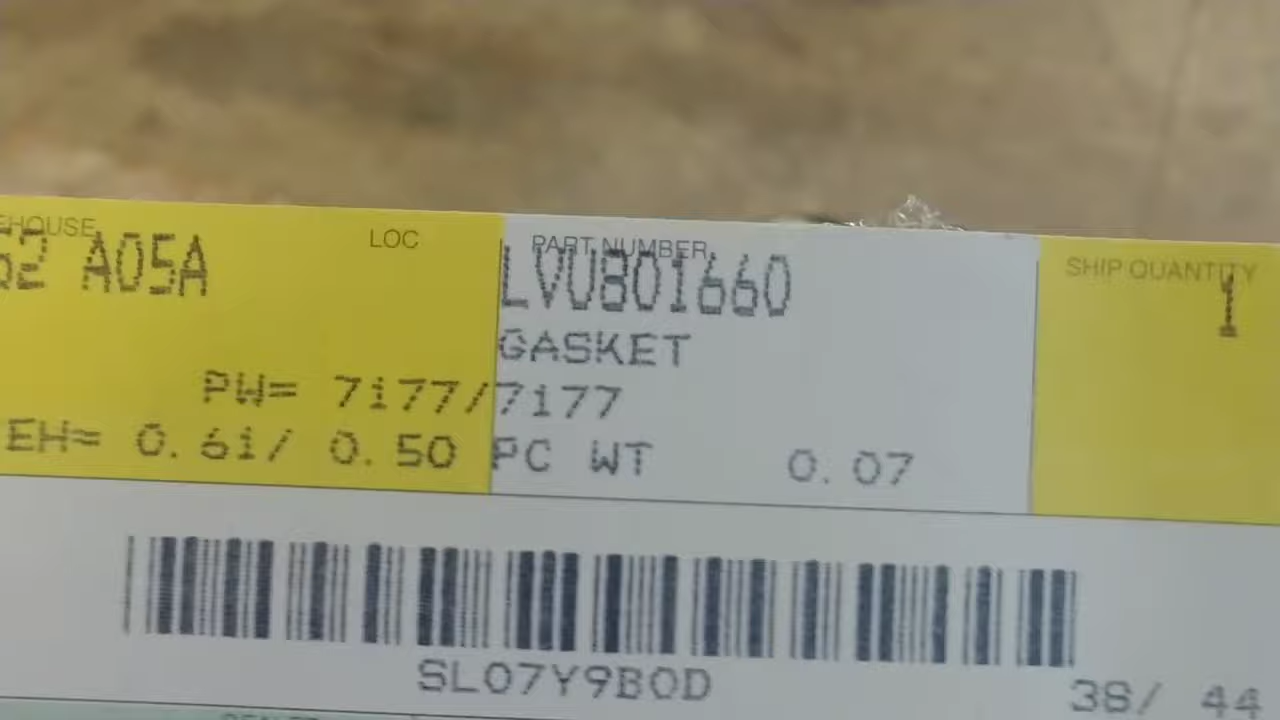 EHOUSE LOC PART NUMBER SHIP QUANTITY
52 A05A LVU801660 1
GASKET
PW= 7177/7177
EH= 0.61/ 0.50 PC WT 0.07
SL07Y9B0D
38/ 44